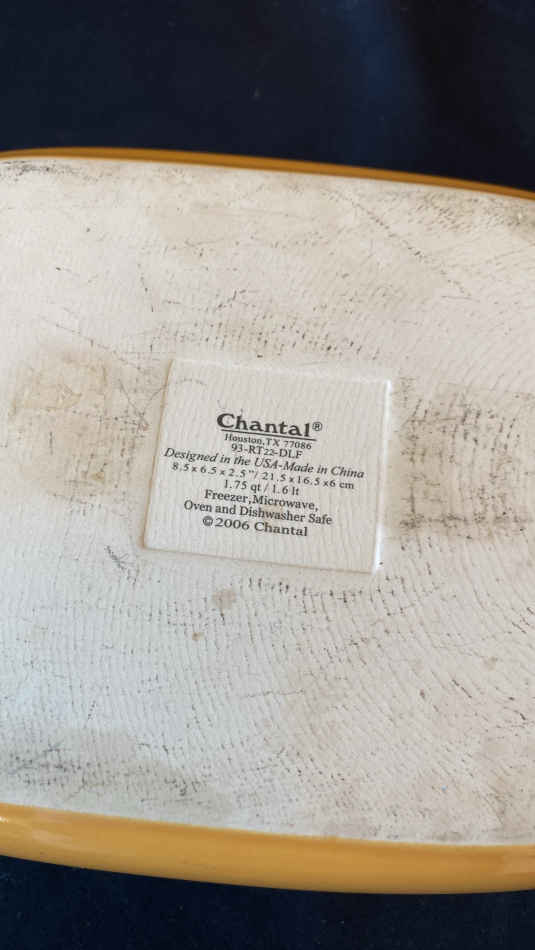 Chantal®
Houston, TX 77086
93-RT22-DLF
Designed in the USA-Made in China
8.5 x 6.5 x 2.5"/ 21.5 x 16.5 x 6 cm
1.75 qt / 1.6 lt
Freezer, Microwave,
Oven and Dishwasher Safe
©2006 Chantal